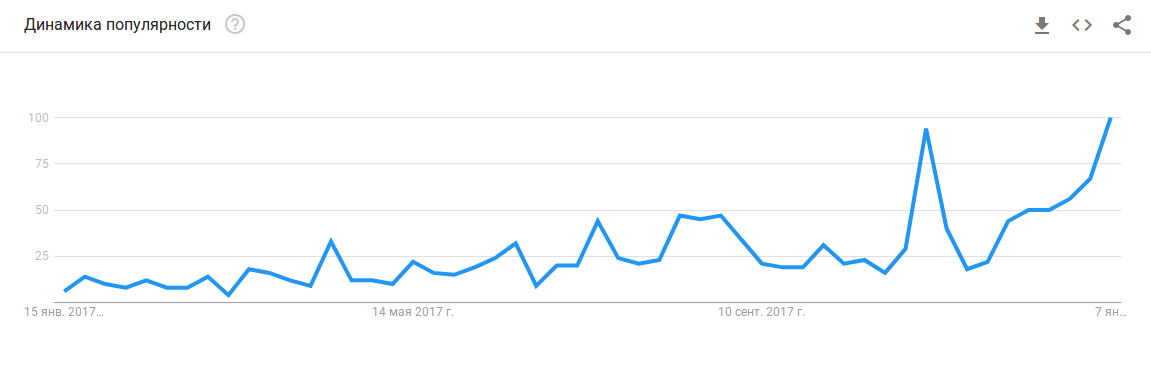 Динамика популярности ?
100
75
50
25
15 янв. 2017…
14 мая 2017 г.
10 сент. 2017 г.
7 ян…